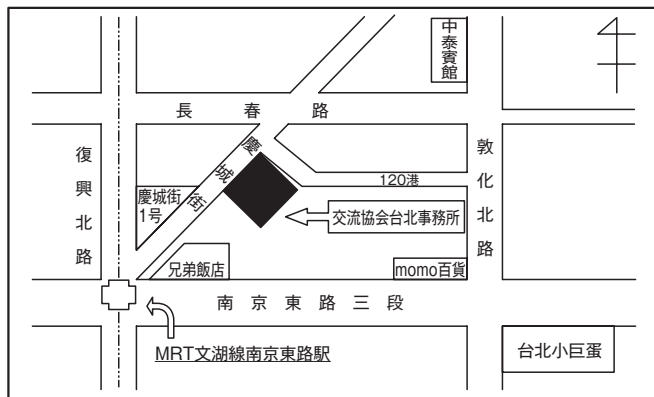 中泰賓館
長春路
復興北路
慶城街
敦化北路
120港
慶城街
1号
交流協会台北事務所
兄弟飯店
momo百貨
南京東路三段
MRT文湖線南京東路駅
台北小巨蛋